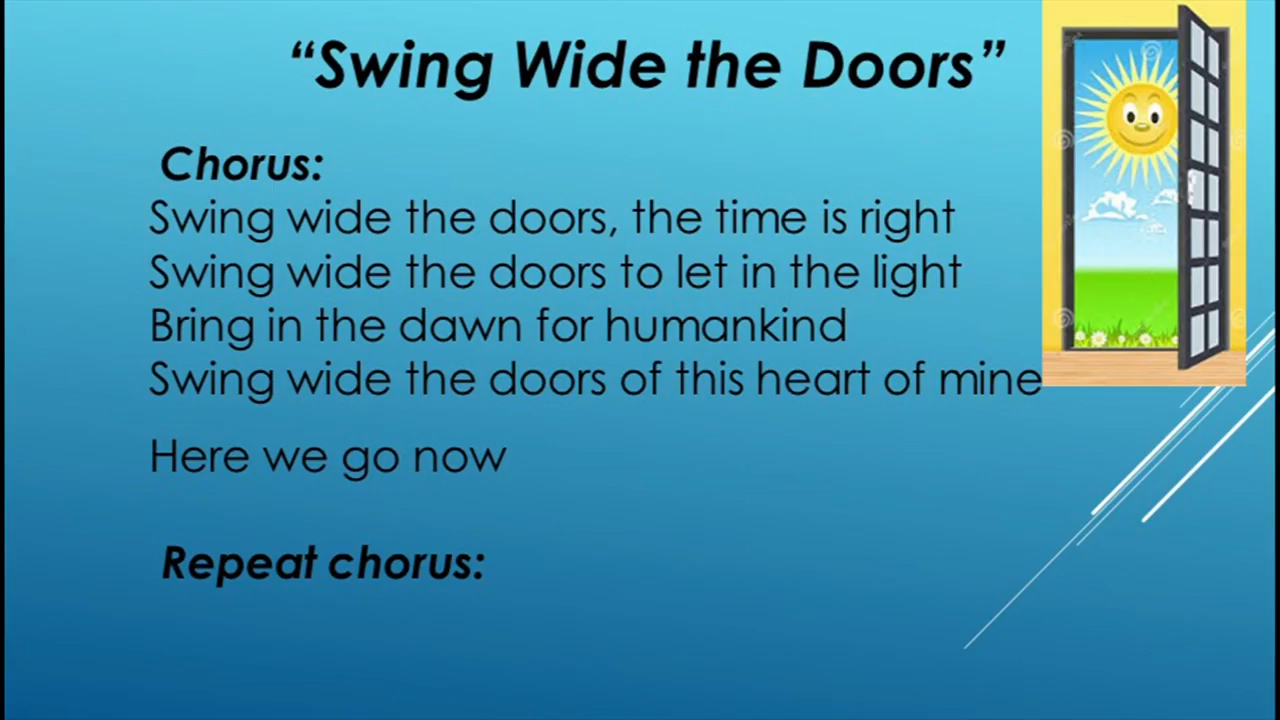 “Swing Wide the Doors”
Chorus:
Swing wide the doors, the time is right
Swing wide the doors to let in the light
Bring in the dawn for humankind
Swing wide the doors of this heart of mine
Here we go now
Repeat chorus: